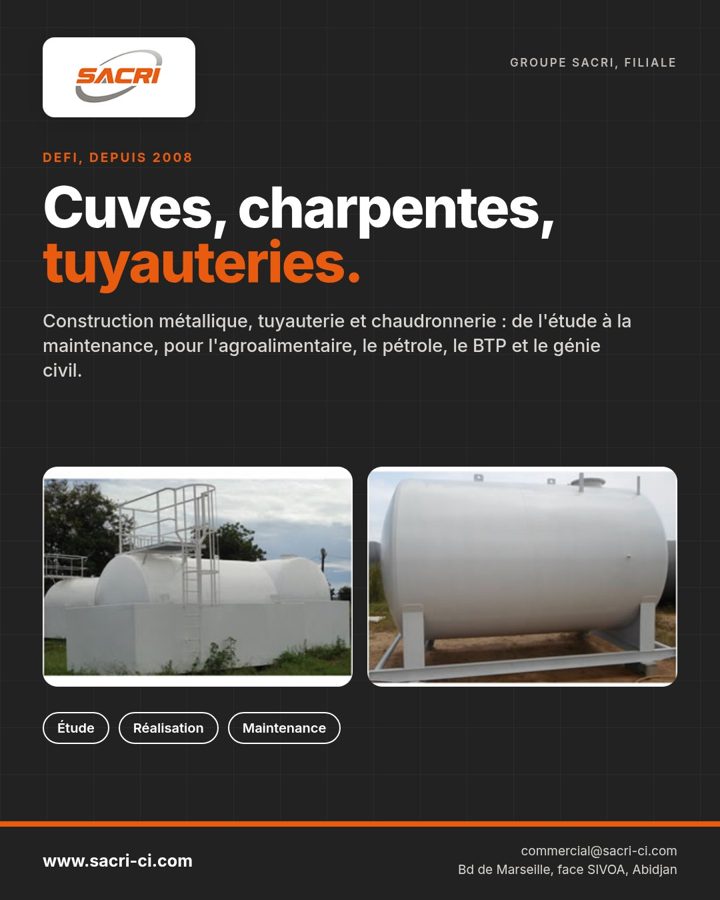 SACRI
GROUPE SACRI, FILIALE
DEFI, DEPUIS 2008
Cuves, charpentes,
tuyauteries.
Construction métallique, tuyauterie et chaudronnerie : de l'étude à la
maintenance, pour l'agroalimentaire, le pétrole, le BTP et le génie
civil.
Étude
Réalisation
Maintenance
www.sacri-ci.com
commercial@sacri-ci.com
Bd de Marseille, face SIVOA, Abidjan